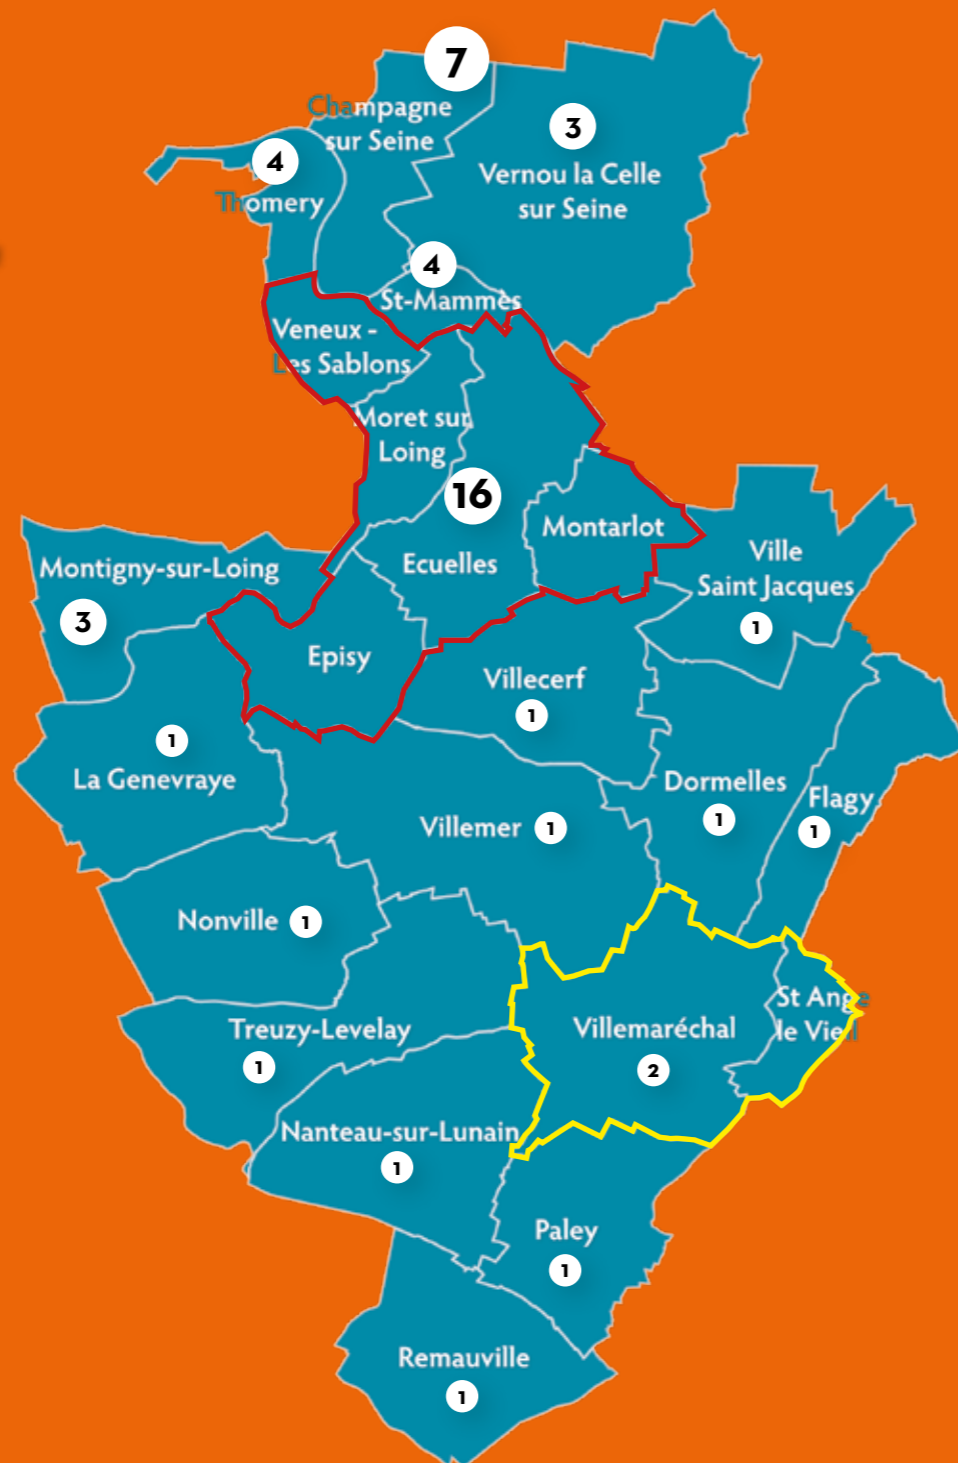 7
Champagne
sur Seine
3
Vernou la Celle
sur Seine
4
Thomery
4
St-Mammès
Veneux -
Les Sablons
Moret sur
Loing
16
Ecuelles
Montarlot
Ville
Saint Jacques
1
Montigny-sur-Loing
3
Episy
Villecerf
1
1
La Genevraye
Dormelles
1
Flagy
1
Villemer 1
Nonville 1
St Ange
le Vieil
Villemaréchal
2
Treuzy-Levelay
1
Nanteau-sur-Lunain
1
Paley
1
Remauville
1